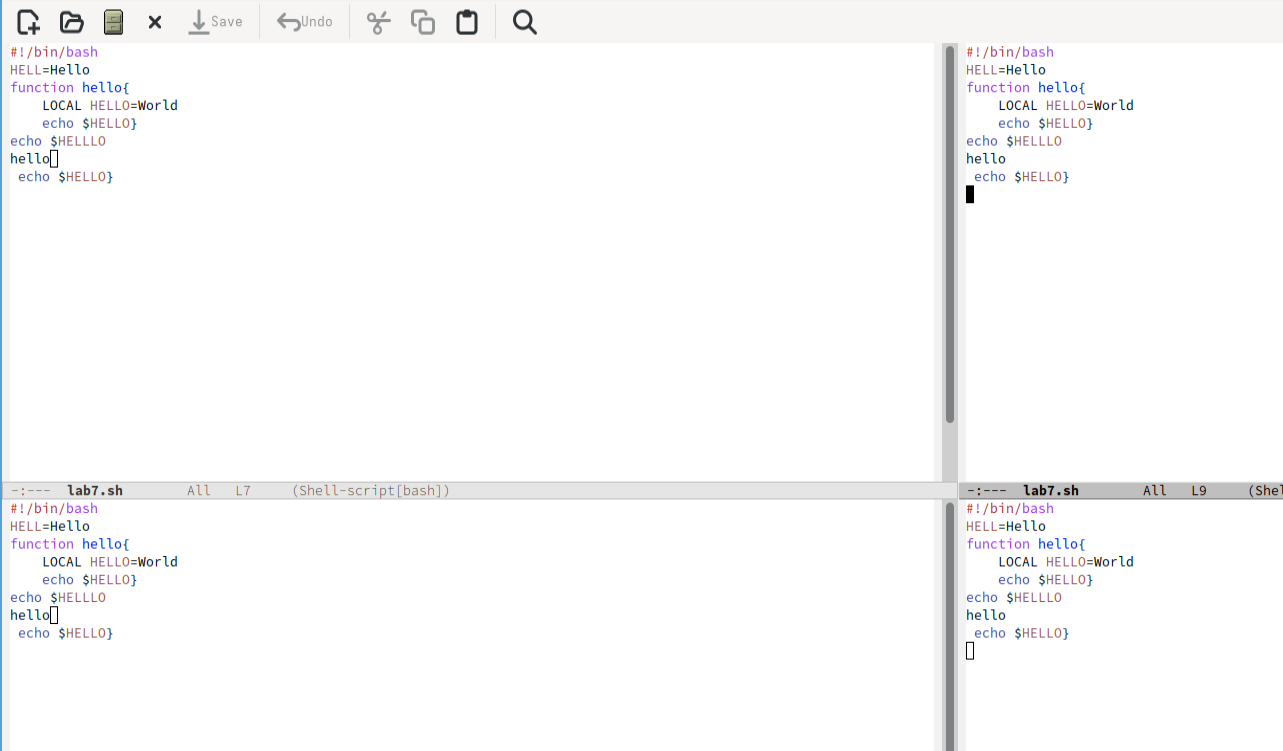 Save Undo
#!/bin/bash
HELL=Hello
function hello{
    LOCAL HELLO=World
    echo $HELLO}
echo $HELLLO
hello
 echo $HELLO}
-:---  lab7.sh        All   L7     (Shell-script[bash])
#!/bin/bash
HELL=Hello
function hello{
    LOCAL HELLO=World
    echo $HELLO}
echo $HELLLO
hello
 echo $HELLO}
-:---  lab7.sh        All   L9     (Shel
#!/bin/bash
HELL=Hello
function hello{
    LOCAL HELLO=World
    echo $HELLO}
echo $HELLLO
hello
 echo $HELLO}
#!/bin/bash
HELL=Hello
function hello{
    LOCAL HELLO=World
    echo $HELLO}
echo $HELLLO
hello
 echo $HELLO}